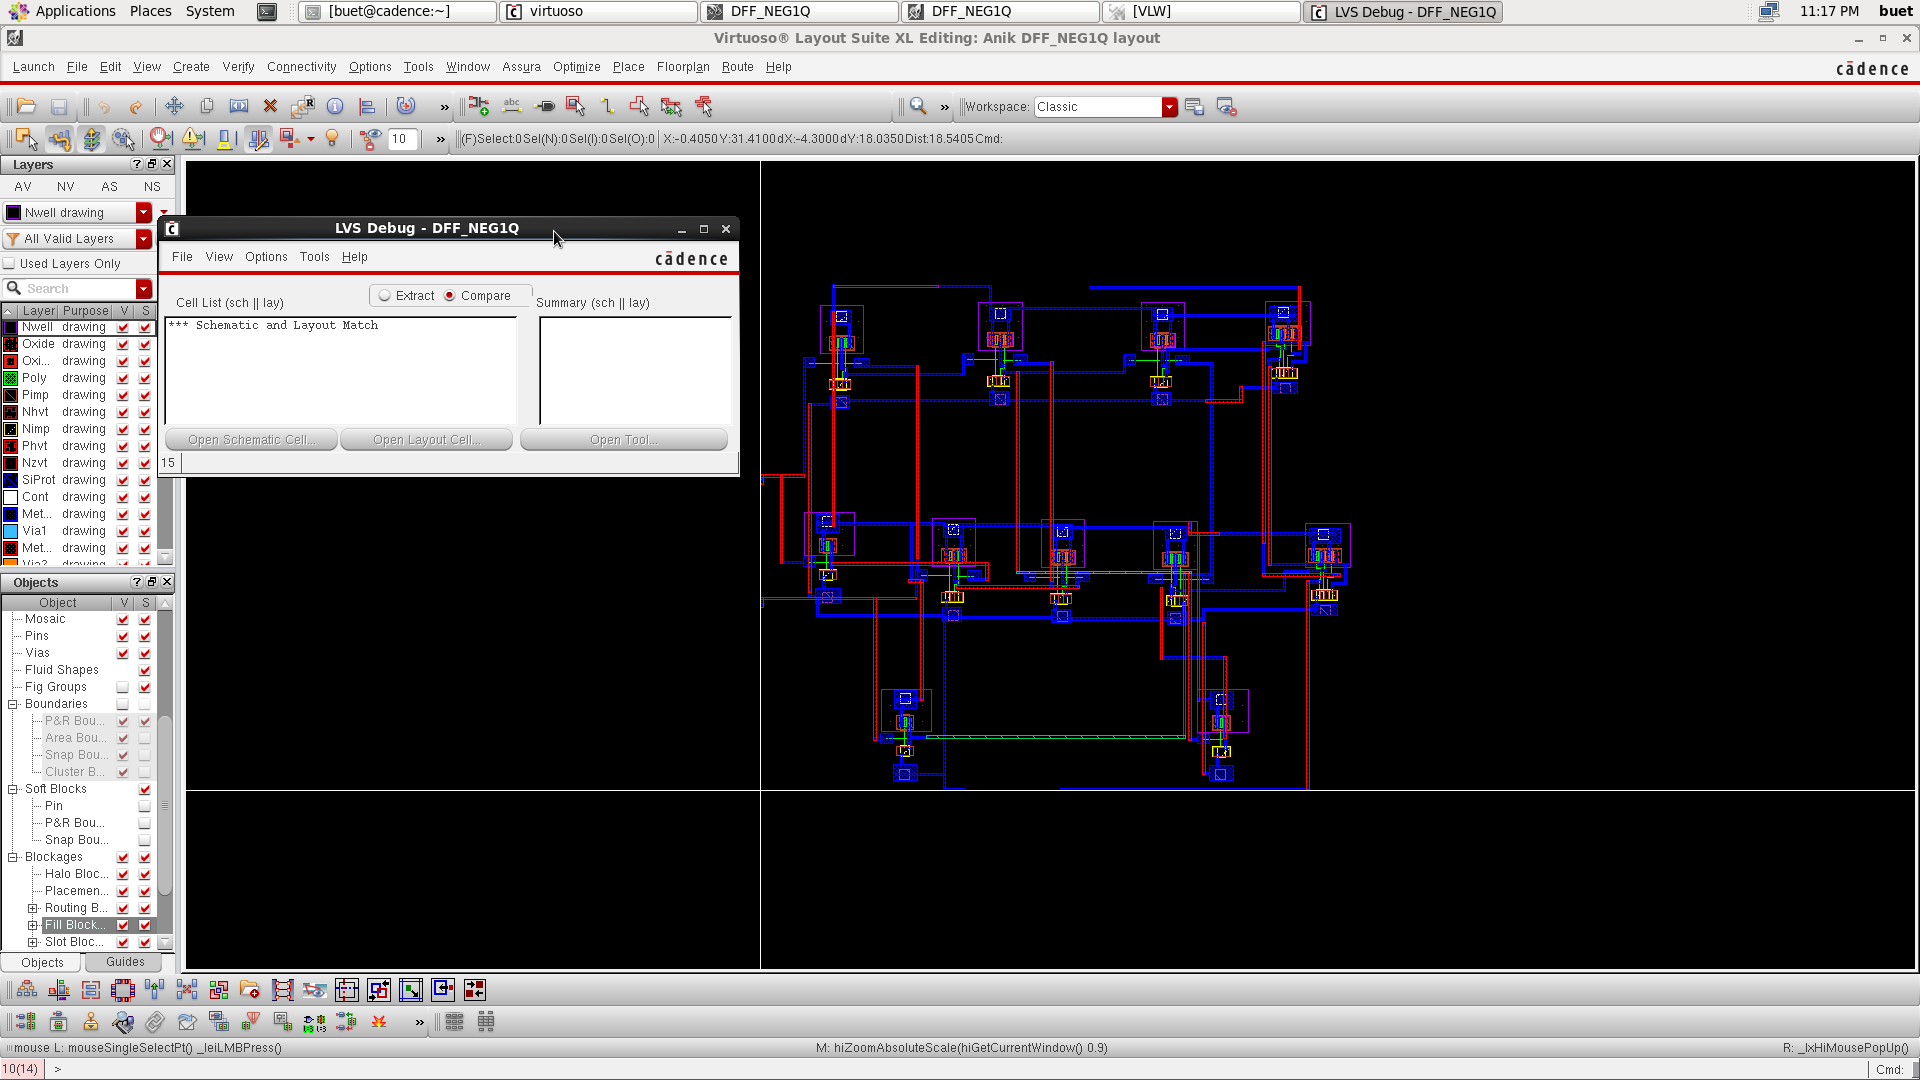 Applications Places System [buet@cadence:~] virtuoso DFF_NEG1Q DFF_NEG1Q [VLW] LVS Debug - DFF_NEG1Q 11:17 PM buet
Virtuoso® Layout Suite XL Editing: Anik DFF_NEG1Q layout
Launch File Edit View Create Verify Connectivity Options Tools Window Assura Optimize Place Floorplan Route Help cādence
» » Workspace: Classic
10 » (F)Select:0 Sel(N):0 Sel(I):0 Sel(O):0 X:-0.4050 Y:31.4100 dX:-4.3000 dY:18.0350 Dist:18.5405 Cmd:
Layers
AV NV AS NS
Nwell drawing
All Valid Layers
Used Layers Only
Search
Layer Purpose V S
Nwell drawing
Oxide drawing
Oxi... drawing
Poly drawing
Pimp drawing
Nhvt drawing
Nimp drawing
Phvt drawing
Nzvt drawing
SiProt drawing
Cont drawing
Met... drawing
Via1 drawing
Met... drawing
Via2 drawing
LVS Debug - DFF_NEG1Q
File View Options Tools Help cādence
Cell List (sch || lay) Extract Compare Summary (sch || lay)
*** Schematic and Layout Match
Open Schematic Cell... Open Layout Cell... Open Tool...
15
Objects
Object V S
Mosaic
Pins
Vias
Fluid Shapes
Fig Groups
Boundaries
P&R Bou...
Area Bou...
Snap Bou...
Cluster B...
Soft Blocks
Pin
P&R Bou...
Snap Bou...
Blockages
Halo Bloc...
Placemen...
Routing B...
Fill Block...
Slot Bloc...
Objects Guides
»
mouse L: mouseSingleSelectPt() _leiLMBPress() M: hiZoomAbsoluteScale(hiGetCurrentWindow() 0.9) R: _lxHiMousePopUp()
10(14) > Cmd: